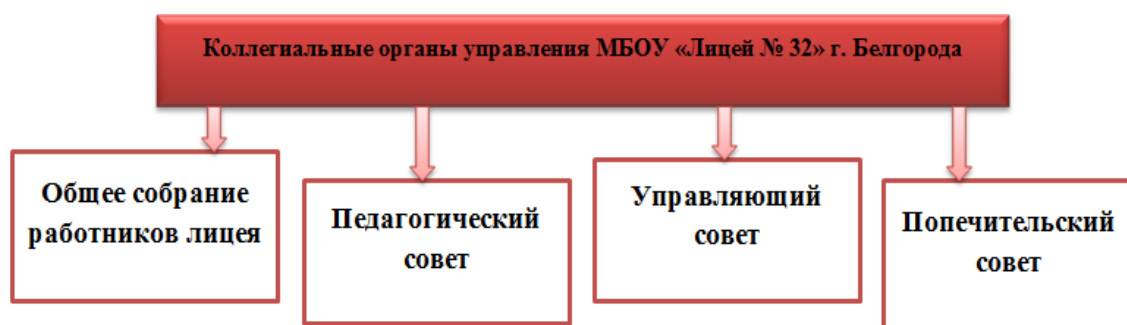 Коллегиальные органы управления МБОУ «Лицей № 32» г. Белгорода
Общее собрание
работников лицея
Педагогический
совет
Управляющий
совет
Попечительский
совет